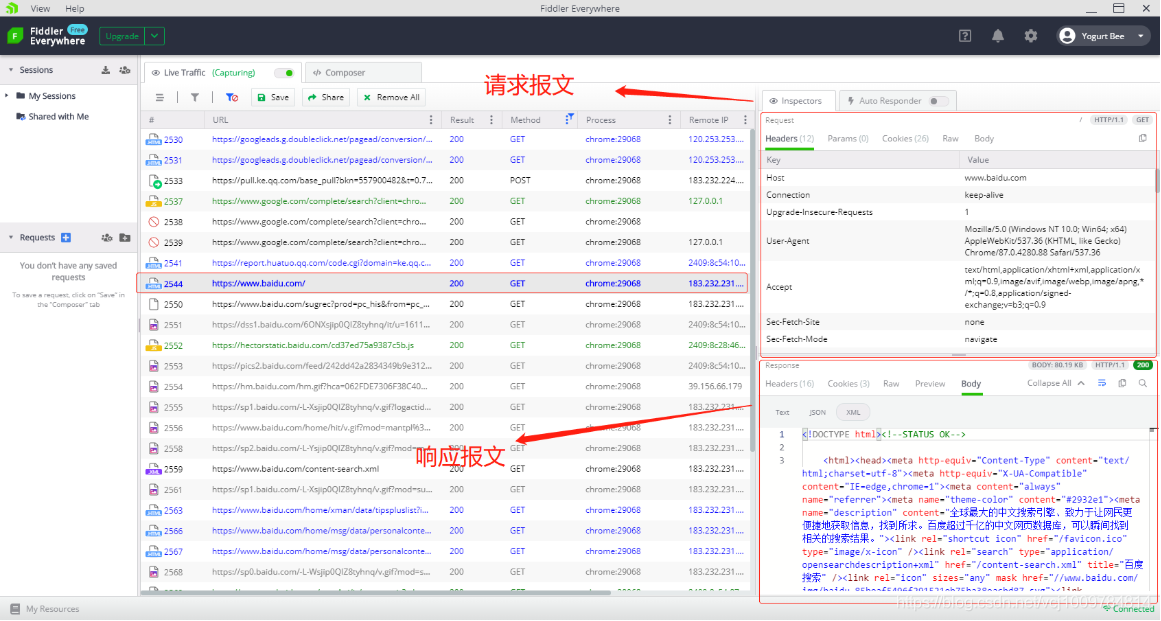 View Help Fiddler Everywhere
Fiddler Everywhere Free Upgrade Yogurt Bee
Sessions
My Sessions
Shared with Me
Requests
You don't have any saved requests
To save a request, click on "Save" in the "Composer" tab
Live Traffic (Capturing) Composer
请求报文
Save Share Remove All
# URL Result Method Process Remote IP
2530 https://googleads.g.doubleclick.net/pagead/conversion/... 200 GET chrome:29068 120.253.253....
2531 https://googleads.g.doubleclick.net/pagead/conversion/... 200 GET chrome:29068 120.253.253....
2533 https://pull.ke.qq.com/base_pull?bkn=557900482&t=0.7... 200 POST chrome:29068 183.232.224....
2537 https://www.google.com/complete/search?client=chro... 200 GET chrome:29068 127.0.0.1
2538 https://www.google.com/complete/search?client=chro... 200 GET chrome:29068
2539 https://www.google.com/complete/search?client=chro... 200 GET chrome:29068 127.0.0.1
2541 https://report.huatuo.qq.com/code.cgi?domain=ke.qq.c... 200 GET chrome:29068 2409:8c54:10...
2544 https://www.baidu.com/ 200 GET chrome:29068 183.232.231....
2550 https://www.baidu.com/sugrec?prod=pc_his&from=pc_... 200 GET chrome:29068 183.232.231....
2551 https://dss1.baidu.com/6ONXsjip0QIZ8tyhnq/it/u=1611... 200 GET chrome:29068 2409:8c54:10...
2552 https://hectorstatic.baidu.com/cd37ed75a9387c5b.js 200 GET chrome:29068 2409:8c28:46...
2553 https://pics2.baidu.com/feed/242dd42a2834349b9e312... 200 GET chrome:29068 2409:8c54:10...
2554 https://hm.baidu.com/hm.gif?hca=062FDE7306F38C40... 200 GET chrome:29068 39.156.66.179
2555 https://sp1.baidu.com/-L-Xsjip0QIZ8tyhnq/v.gif?logactid... 200 GET chrome:29068 183.232.231....
2556 https://www.baidu.com/home/hit/v.gif?mod=mantpl%3... 200 GET chrome:29068 183.232.231....
2558 https://sp2.baidu.com/-L-Ysjip0QIZ8tyhnq/v.gif?mod=... 200 GET chrome:29068 183.232.231....
响应报文
2559 https://www.baidu.com/content-search.xml 200 GET chrome:29068 183.232.231....
2561 https://sp1.baidu.com/-L-Xsjip0QIZ8tyhnq/v.gif?mod=su... 200 GET chrome:29068 183.232.231....
2563 https://www.baidu.com/home/xman/data/tipspluslist?i... 200 GET chrome:29068 183.232.231....
2566 https://www.baidu.com/home/msg/data/personalconte... 200 GET chrome:29068 183.232.231....
2567 https://www.baidu.com/home/msg/data/personalconte... 200 GET chrome:29068 183.232.231....
2568 https://sp0.baidu.com/-L-Wsjip0QIZ8tyhnq/v.gif?mod=s... 200 GET chrome:29068 183.232.231....
Inspectors Auto Responder
Request / HTTP/1.1 GET
Headers (12) Params (0) Cookies (26) Raw Body
Key Value
Host www.baidu.com
Connection keep-alive
Upgrade-Insecure-Requests 1
User-Agent Mozilla/5.0 (Windows NT 10.0; Win64; x64)
AppleWebKit/537.36 (KHTML, like Gecko)
Chrome/87.0.4280.88 Safari/537.36
Accept text/html,application/xhtml+xml,application/x
ml;q=0.9,image/avif,image/webp,image/apng,*
/*;q=0.8,application/signed-
exchange;v=b3;q=0.9
Sec-Fetch-Site none
Sec-Fetch-Mode navigate
Response BODY: 80.19 KB HTTP/1.1 200
Headers (16) Cookies (3) Raw Preview Body Collapse All
Text JSON XML
1 <!DOCTYPE html><!--STATUS OK-->
2
3 <html><head><meta http-equiv="Content-Type" content="text/
html;charset=utf-8"><meta http-equiv="X-UA-Compatible"
content="IE=edge,chrome=1"><meta content="always"
name="referrer"><meta name="theme-color" content="#2932e1"><meta
name="description" content="全球最大的中文搜索引擎、致力于让网民更
便捷地获取信息，找到所求。百度超过千亿的中文网页数据库，可以瞬间找到
相关的搜索结果。"><link rel="shortcut icon" href="/favicon.ico"
type="image/x-icon" /><link rel="search" type="application/
opensearchdescription+xml" href="/content-search.xml" title="百度
搜索" /><link rel="icon" sizes="any" mask href="//www.baidu.com/
My Resources
Connected